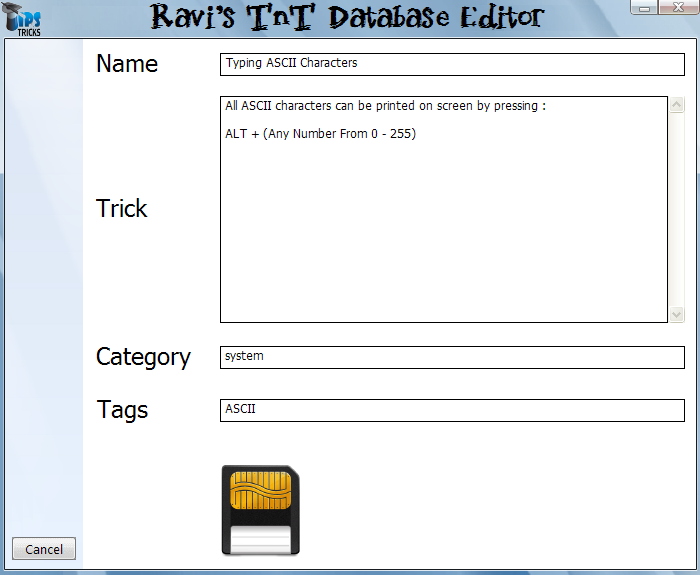 TIPS
TRICKS
Ravi's TnT Database Editor
Name
Typing ASCII Characters
Trick
All ASCII characters can be printed on screen by pressing :
ALT + (Any Number From 0 - 255)
Category
system
Tags
ASCII
Cancel